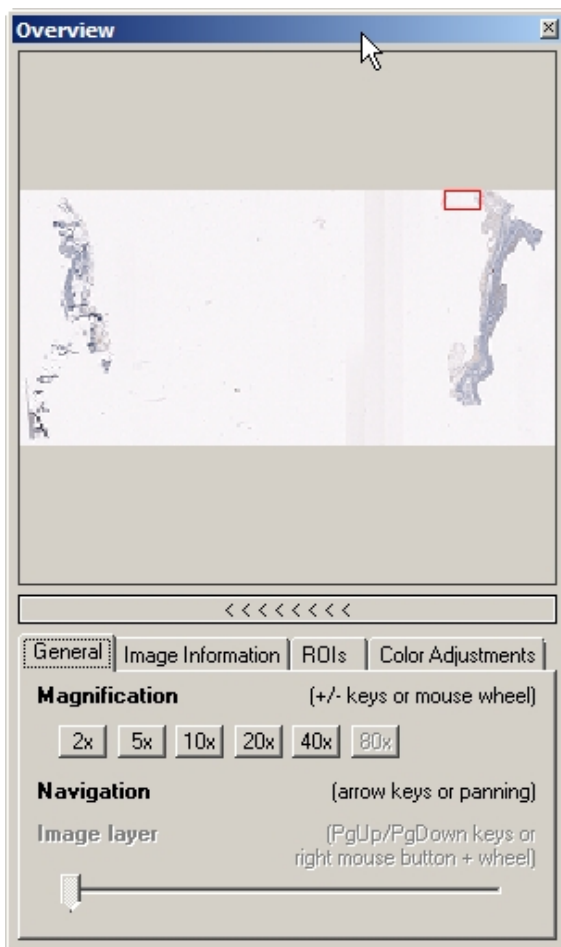 Overview
< < < < < < < <
General Image Information ROIs Color Adjustments
Magnification (+/- keys or mouse wheel)
2x 5x 10x 20x 40x 80x
Navigation (arrow keys or panning)
Image layer (PgUp/PgDown keys or
right mouse button + wheel)